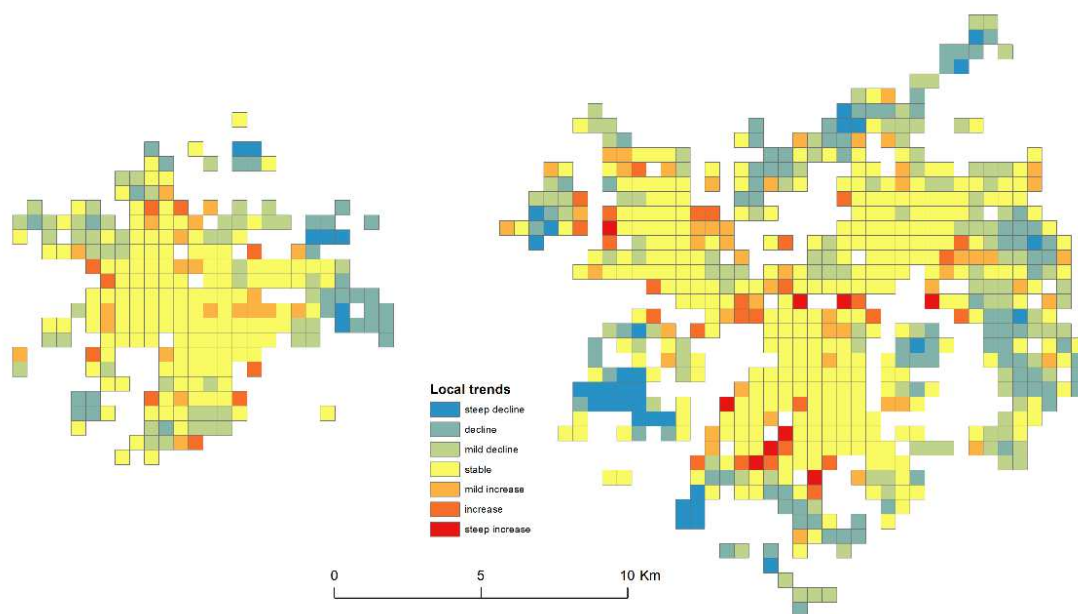 Local trends
steep decline
decline
mild decline
stable
mild increase
increase
steep increase
0 5 10 Km